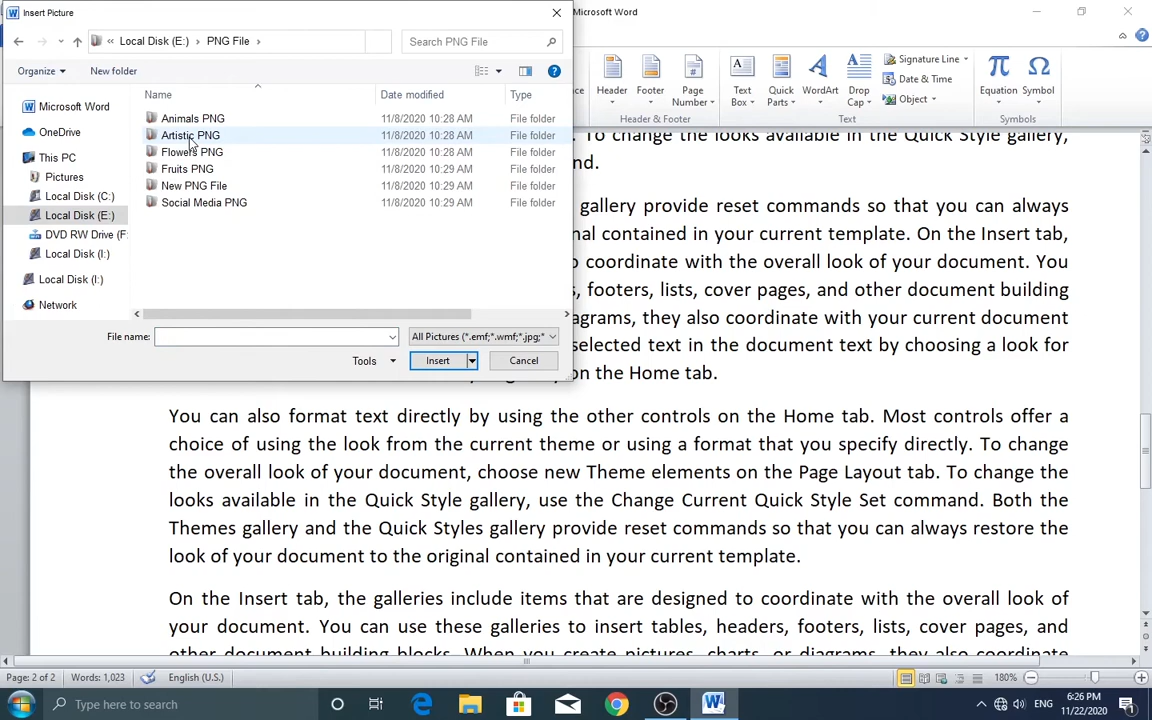 Insert Picture
Microsoft Word
« Local Disk (E:) › PNG File ›
Search PNG File
Organize
New folder
Name
Date modified
Type
Microsoft Word
OneDrive
This PC
Pictures
Local Disk (C:)
Local Disk (E:)
DVD RW Drive (F:
Local Disk (I:)
Local Disk (I:)
Network
Animals PNG 11/8/2020 10:28 AM File folder
Artistic PNG 11/8/2020 10:28 AM File folder
Flowers PNG 11/8/2020 10:28 AM File folder
Fruits PNG 11/8/2020 10:29 AM File folder
New PNG File 11/8/2020 10:29 AM File folder
Social Media PNG 11/8/2020 10:29 AM File folder
File name:
All Pictures (*.emf;*.wmf;*.jpg;*
Tools
Insert
Cancel
Header
Footer
Page Number
Header & Footer
Text Box
Quick Parts
WordArt
Drop Cap
Signature Line
Date & Time
Object
Text
Equation
Symbol
Symbols
To change the looks available in the Quick Style gallery,
nd.
gallery provide reset commands so that you can always
nal contained in your current template. On the Insert tab,
o coordinate with the overall look of your document. You
s, footers, lists, cover pages, and other document building
agrams, they also coordinate with your current document
selected text in the document text by choosing a look for
on the Home tab.
You can also format text directly by using the other controls on the Home tab. Most controls offer a
choice of using the look from the current theme or using a format that you specify directly. To change
the overall look of your document, choose new Theme elements on the Page Layout tab. To change the
looks available in the Quick Style gallery, use the Change Current Quick Style Set command. Both the
Themes gallery and the Quick Styles gallery provide reset commands so that you can always restore the
look of your document to the original contained in your current template.
On the Insert tab, the galleries include items that are designed to coordinate with the overall look of
your document. You can use these galleries to insert tables, headers, footers, lists, cover pages, and
other document building blocks. When you create pictures, charts, or diagrams, they also coordinate
Page: 2 of 2
Words: 1,023
English (U.S.)
180%
Type here to search
ENG
6:26 PM
11/22/2020
1